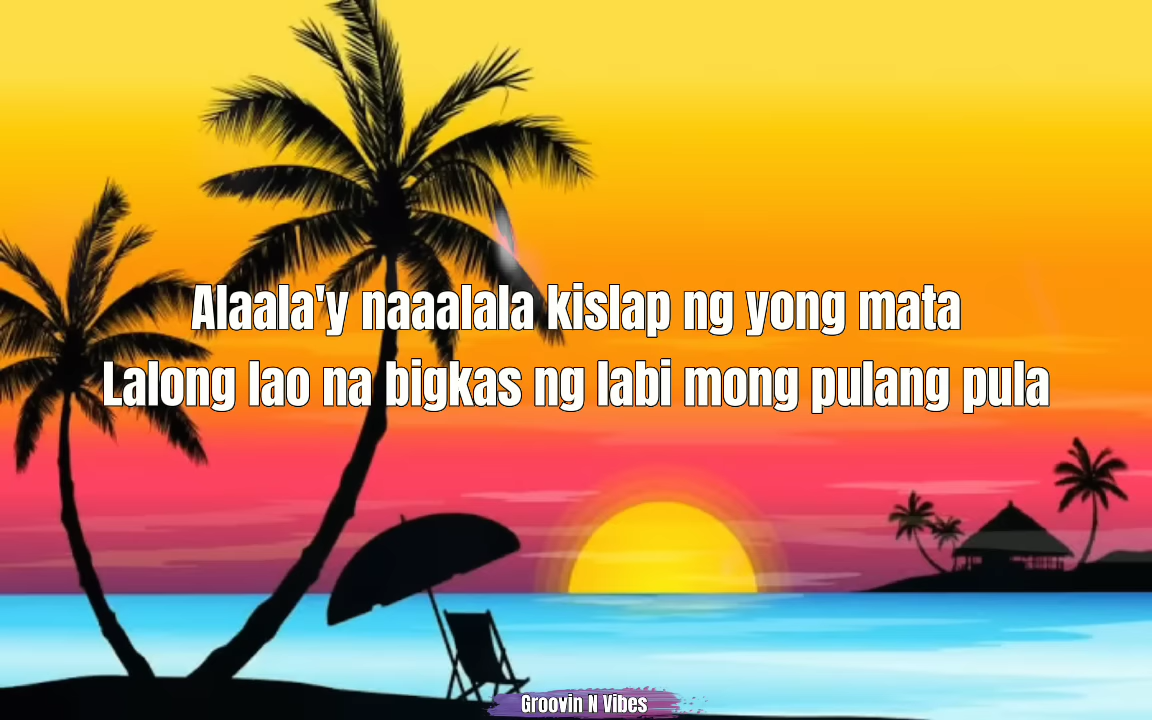 Alaala'y naaalala kislap ng yong mata
Lalong lao na bigkas ng labi mong pulang pula
Groovin N Vibes